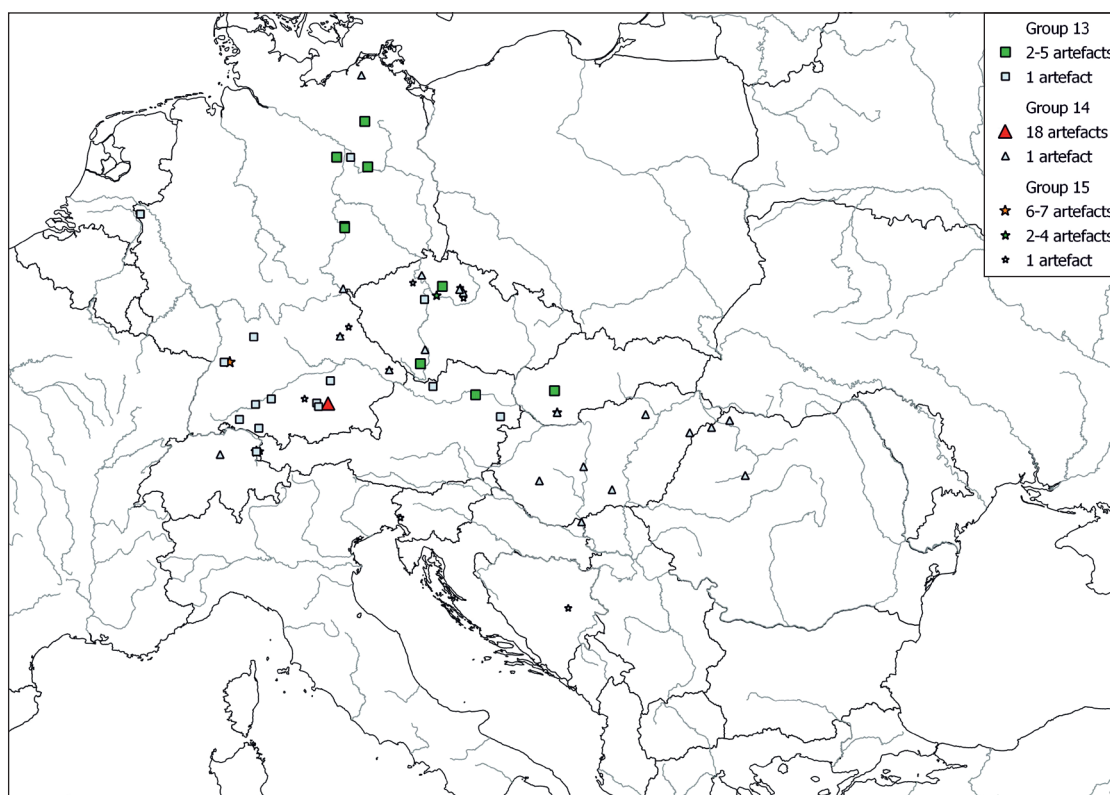 Group 13
2-5 artefacts
1 artefact
Group 14
18 artefacts
1 artefact
Group 15
6-7 artefacts
2-4 artefacts
1 artefact